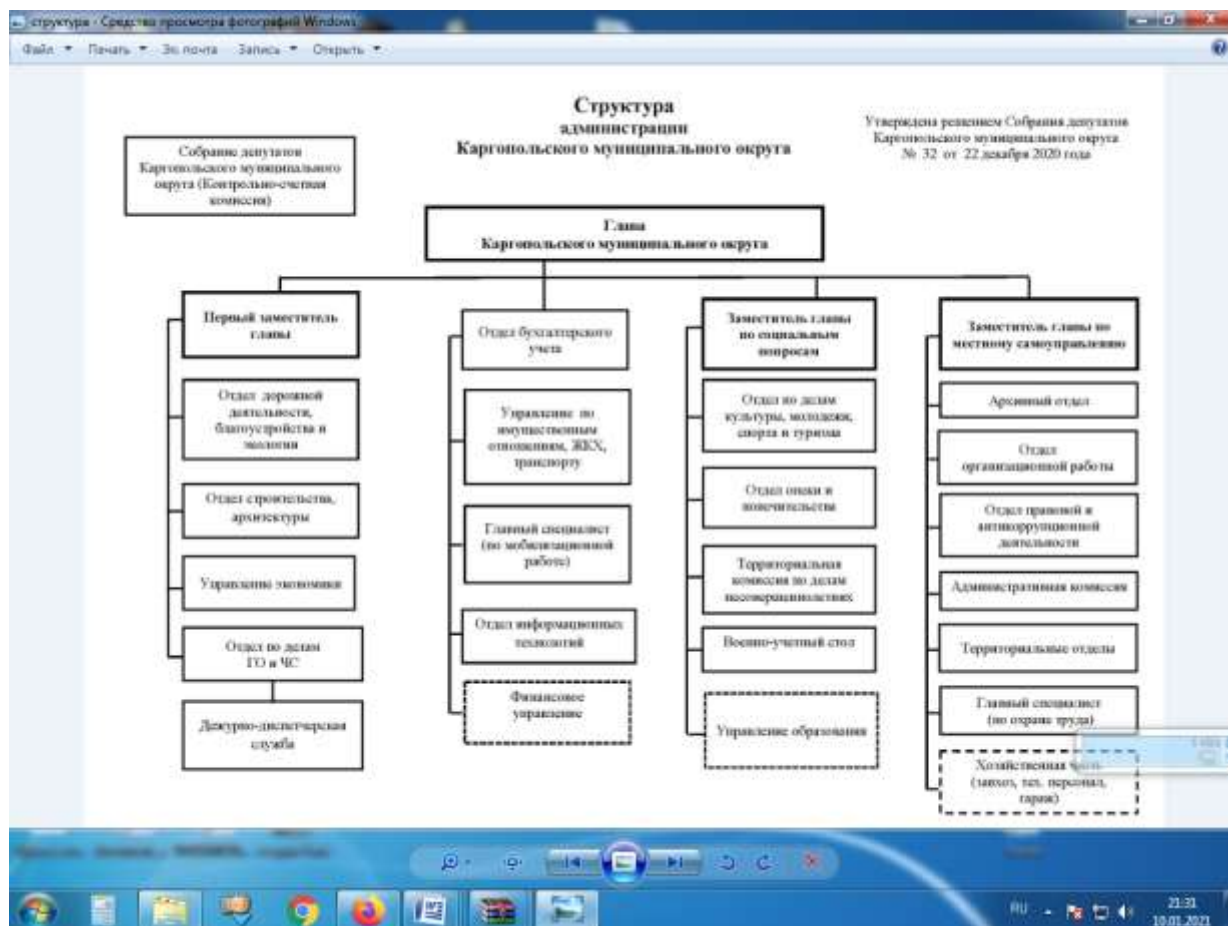 структура - Средство просмотра фотографий Windows
Файл Печать Эл. почта Запись Открыть
Структура
администрации
Каргопольского муниципального округа
Утверждена решением Собрания депутатов
Каргопольского муниципального округа
№ 32 от 22 декабря 2020 года
Собрание депутатов
Каргопольского муниципального
округа (Контрольно-счетная
комиссия)
Глава
Каргопольского муниципального округа
Первый заместитель
главы
Отдел дорожной
деятельности,
благоустройства и
экологии
Отдел строительства,
архитектуры
Управление экономики
Отдел по делам
ГО и ЧС
Дежурно-диспетчерская
служба
Отдел бухгалтерского
учета
Управление по
имущественным
отношениям, ЖКХ,
транспорту
Главный специалист
(по мобилизационной
работе)
Отдел информационных
технологий
Финансовое
управление
Заместитель главы
по социальным
вопросам
Отдел по делам
культуры, молодежи,
спорта и туризма
Отдел опеки и
попечительства
Территориальная
комиссия по делам
несовершеннолетних
Военно-учетный стол
Управление образования
Заместитель главы по
местному самоуправлению
Архивный отдел
Отдел
организационной работы
Отдел правовой и
антикоррупционной
деятельности
Административная комиссия
Территориальные отделы
Главный специалист
(по охране труда)
Хозяйственная часть
(завхоз, тех. персонал,
гараж)
RU
21:31
10.01.2021